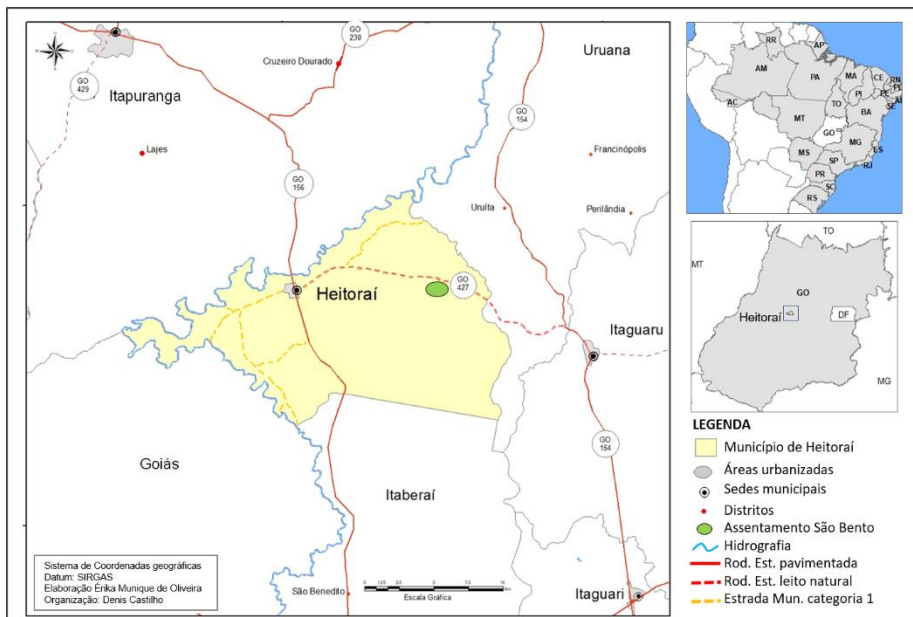 GO
230
Uruana
Cruzeiro Dourado
GO
429
Itapuranga
GO
154
Lajes
Francinópolis
GO
156
Uruíta
Perilândia
Heitoraí
GO
427
Itaguaru
Goiás
GO
154
Itaberaí
Sistema de Coordenadas geográficas
Datum: SIRGAS
Elaboração Érika Munique de Oliveira
Organização: Denis Castilho
São Benedito
Escala Gráfica
Itaguari
RR
AP
AM
PA
MA
CE
RN
PE
PI
AC
TO
SE
BA
MT
GO
MG
MS
ES
SP
RJ
PR
SC
RS
TO
MT
GO
Heitoraí
DF
MG
LEGENDA
Município de Heitoraí
Áreas urbanizadas
Sedes municipais
Distritos
Assentamento São Bento
Hidrografia
Rod. Est. pavimentada
Rod. Est. leito natural
Estrada Mun. categoria 1